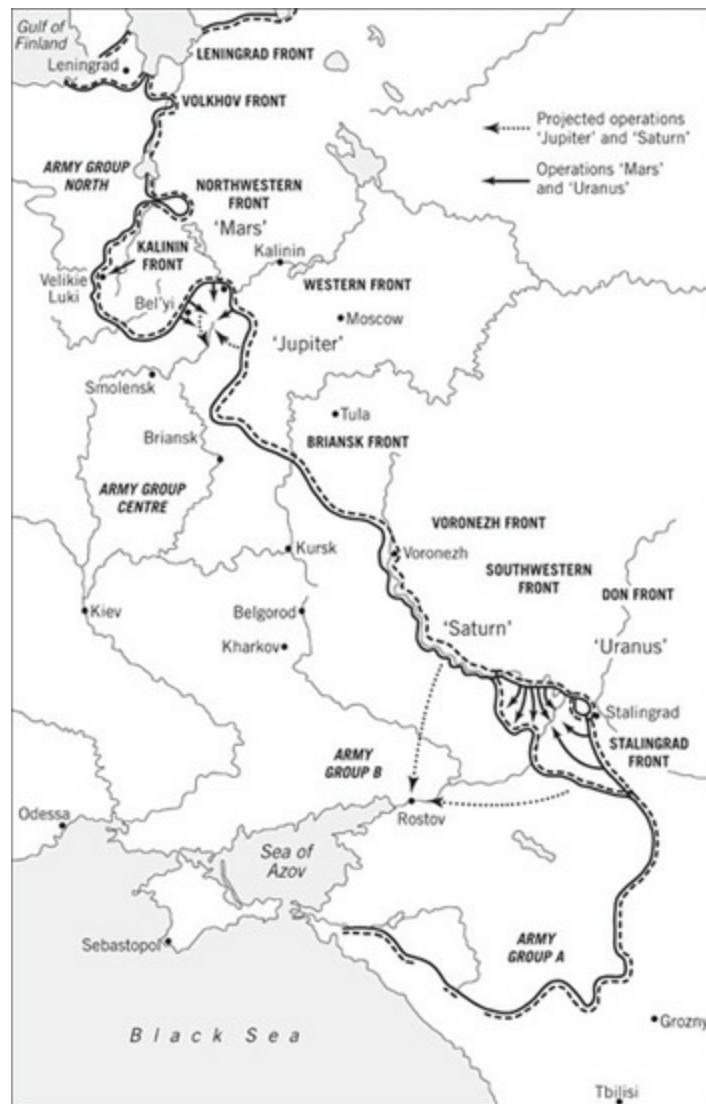 Gulf of
Finland
Leningrad
LENINGRAD FRONT
VOLKHOV FRONT
Projected operations
'Jupiter' and 'Saturn'
Operations 'Mars'
and 'Uranus'
ARMY GROUP
NORTH
NORTHWESTERN
FRONT
'Mars'
KALININ
FRONT
Kalinin
Velikie
Luki
Bel'yi
WESTERN FRONT
Moscow
'Jupiter'
Smolensk
Tula
Briansk
BRIANSK FRONT
ARMY GROUP
CENTRE
VORONEZH FRONT
Voronezh
Kursk
SOUTHWESTERN
FRONT
DON FRONT
Kiev
Belgorod
'Saturn'
'Uranus'
Kharkov
Stalingrad
STALINGRAD
FRONT
ARMY
GROUP B
Rostov
Odessa
Sea of
Azov
Sebastopol
ARMY
GROUP A
Black Sea
Grozny
Tbilisi